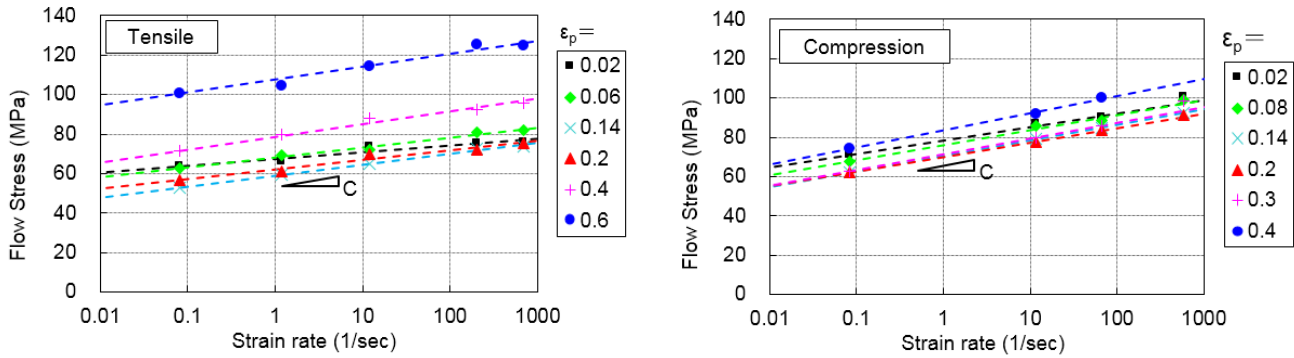 Tensile
Flow Stress (MPa)
140
120
100
80
60
40
20
0
0.01 0.1 1 10 100 1000
Strain rate (1/sec)
C
εp=
0.02
0.06
0.14
0.2
0.4
0.6
Compression
Flow Stress (MPa)
140
120
100
80
60
40
20
0
0.01 0.1 1 10 100 1000
Strain rate (1/sec)
C
εp=
0.02
0.08
0.14
0.2
0.3
0.4